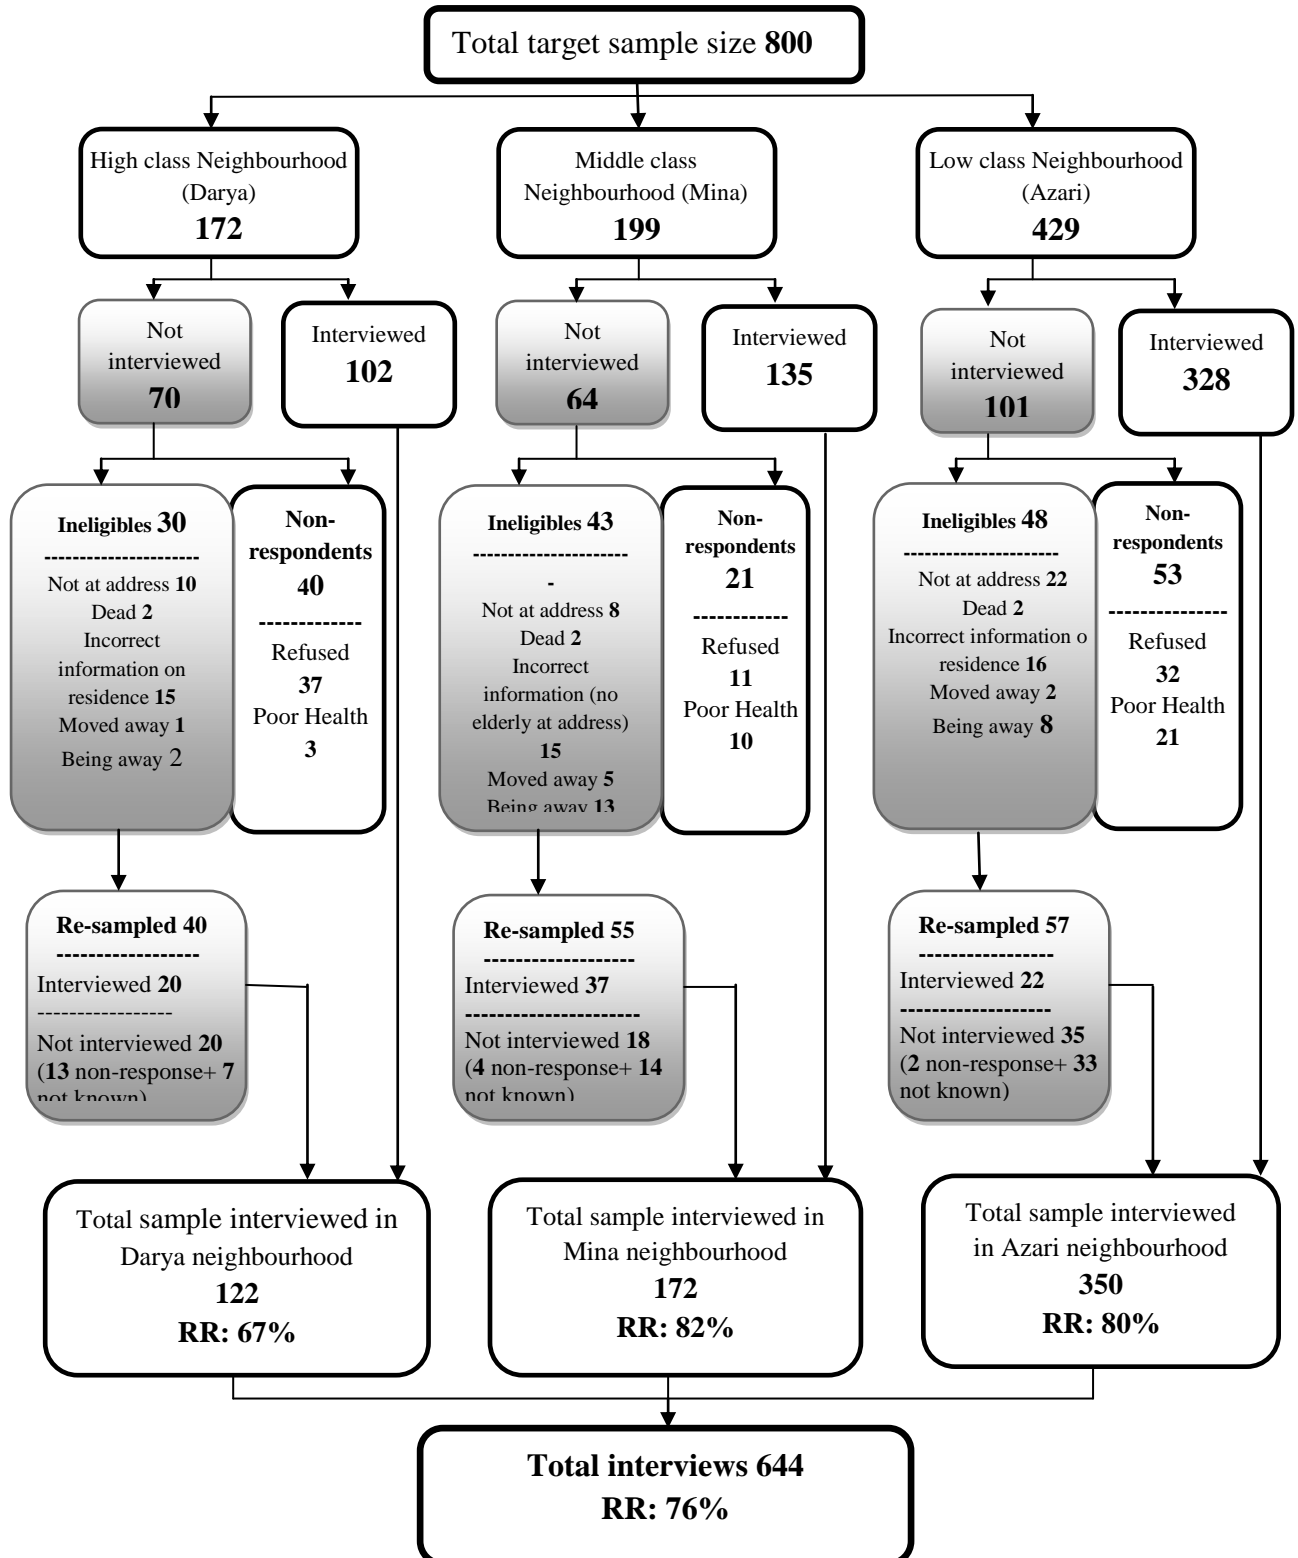 Total target sample size 800
High class Neighbourhood
(Darya)
172
Middle class
Neighbourhood (Mina)
199
Low class Neighbourhood
(Azari)
429
Not
interviewed
70
Interviewed
102
Not
interviewed
64
Interviewed
135
Not
interviewed
101
Interviewed
328
Ineligibles 30
---------------------
Not at address 10
Dead 2
Incorrect
information on
residence 15
Moved away 1
Being away 2
Non-
respondents
40
-------------
Refused
37
Poor Health
3
Ineligibles 43
---------------------
-
Not at address 8
Dead 2
Incorrect
information (no
elderly at address)
15
Moved away 5
Being away 13
Non-
respondents
21
-------------
Refused
11
Poor Health
10
Ineligibles 48
---------------------
Not at address 22
Dead 2
Incorrect information o
residence 16
Moved away 2
Being away 8
Non-
respondents
53
-------------
Refused
32
Poor Health
21
Re-sampled 40
------------------
Interviewed 20
-----------------
Not interviewed 20
(13 non-response+ 7
not known)
Re-sampled 55
-------------------
Interviewed 37
----------------------
Not interviewed 18
(4 non-response+ 14
not known)
Re-sampled 57
-----------------
Interviewed 22
-------------------
Not interviewed 35
(2 non-response+ 33
not known)
Total sample interviewed in
Darya neighbourhood
122
RR: 67%
Total sample interviewed in
Mina neighbourhood
172
RR: 82%
Total sample interviewed
in Azari neighbourhood
350
RR: 80%
Total interviews 644
RR: 76%